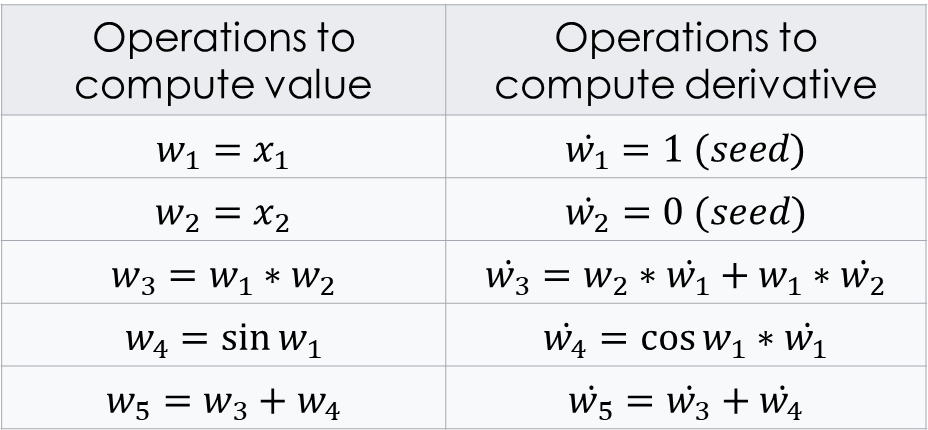 Operations to
compute value
Operations to
compute derivative
w₁ = x₁
ẇ₁ = 1 (seed)
w₂ = x₂
ẇ₂ = 0 (seed)
w₃ = w₁ * w₂
ẇ₃ = w₂ * ẇ₁ + w₁ * ẇ₂
w₄ = sin w₁
ẇ₄ = cos w₁ * ẇ₁
w₅ = w₃ + w₄
ẇ₅ = ẇ₃ + ẇ₄